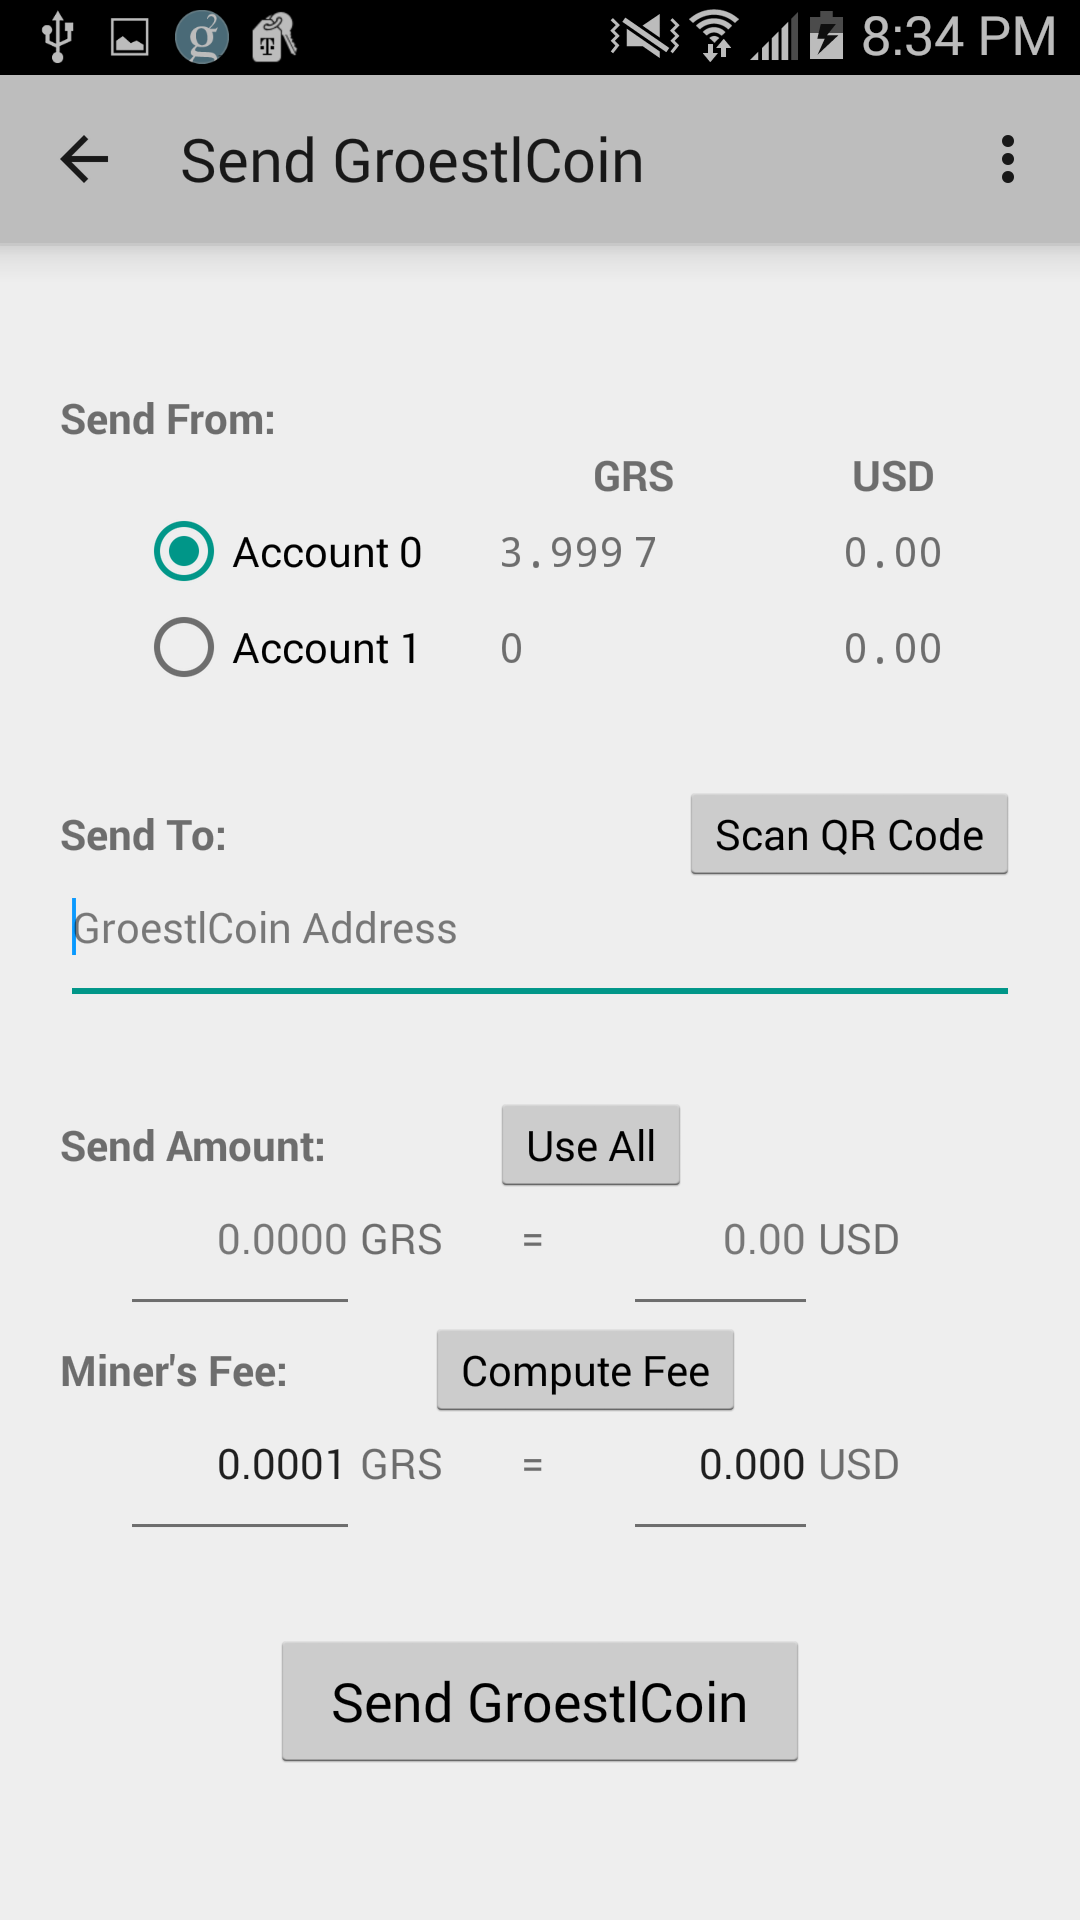 8:34 PM
Send GroestlCoin
Send From:
GRS USD
Account 0 3.999 7 0.00
Account 1 0 0.00
Send To: Scan QR Code
GroestlCoin Address
Send Amount: Use All
0.0000 GRS = 0.00 USD
Miner's Fee: Compute Fee
0.0001 GRS = 0.000 USD
Send GroestlCoin